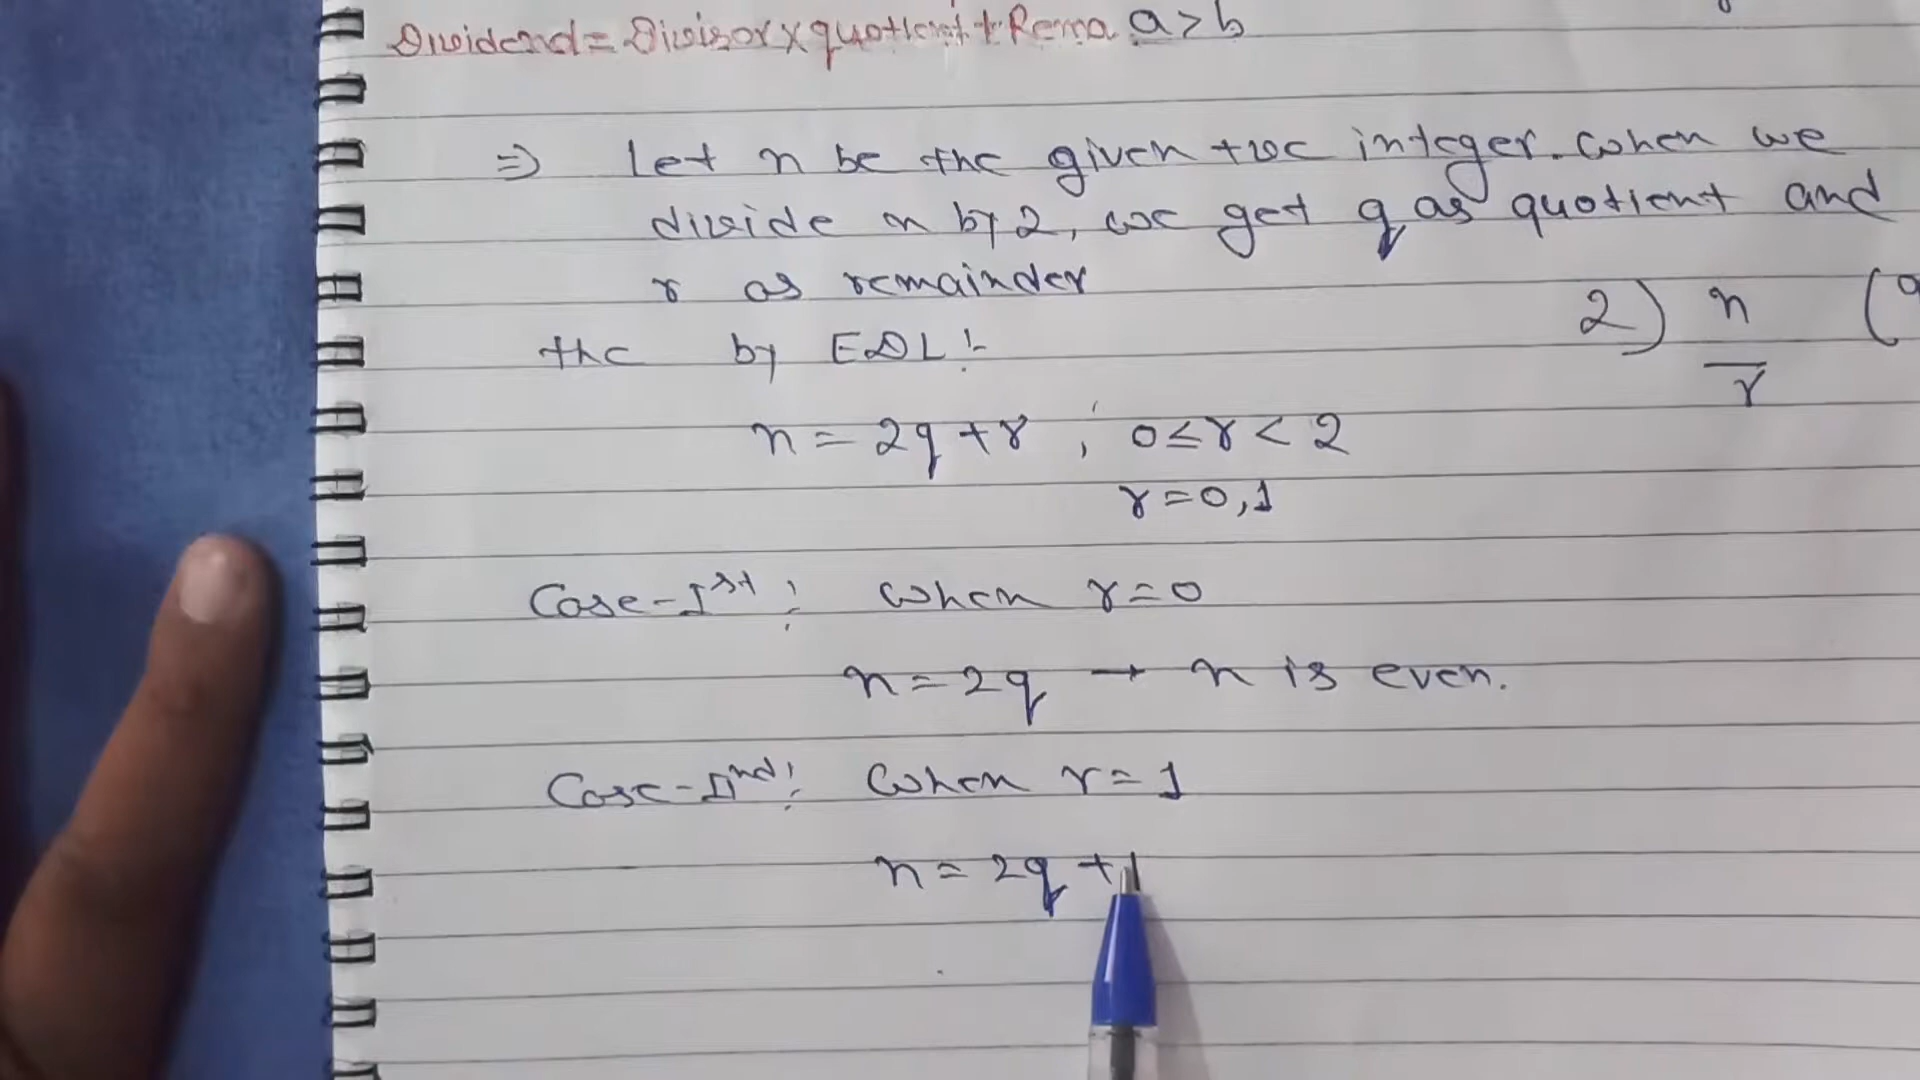 Dividend = Divisor × quotient + Rema a > b
⇒ Let n be the given +ve integer. When we
divide n by 2, we get q as quotient and
r as remainder
2) n (q
r
the by EDL :-
n = 2q + r , 0 ≤ r < 2
r = 0, 1
Case-Ist : When r = 0
n = 2q → n is even.
Case-IInd : When r = 1
n = 2q + 1